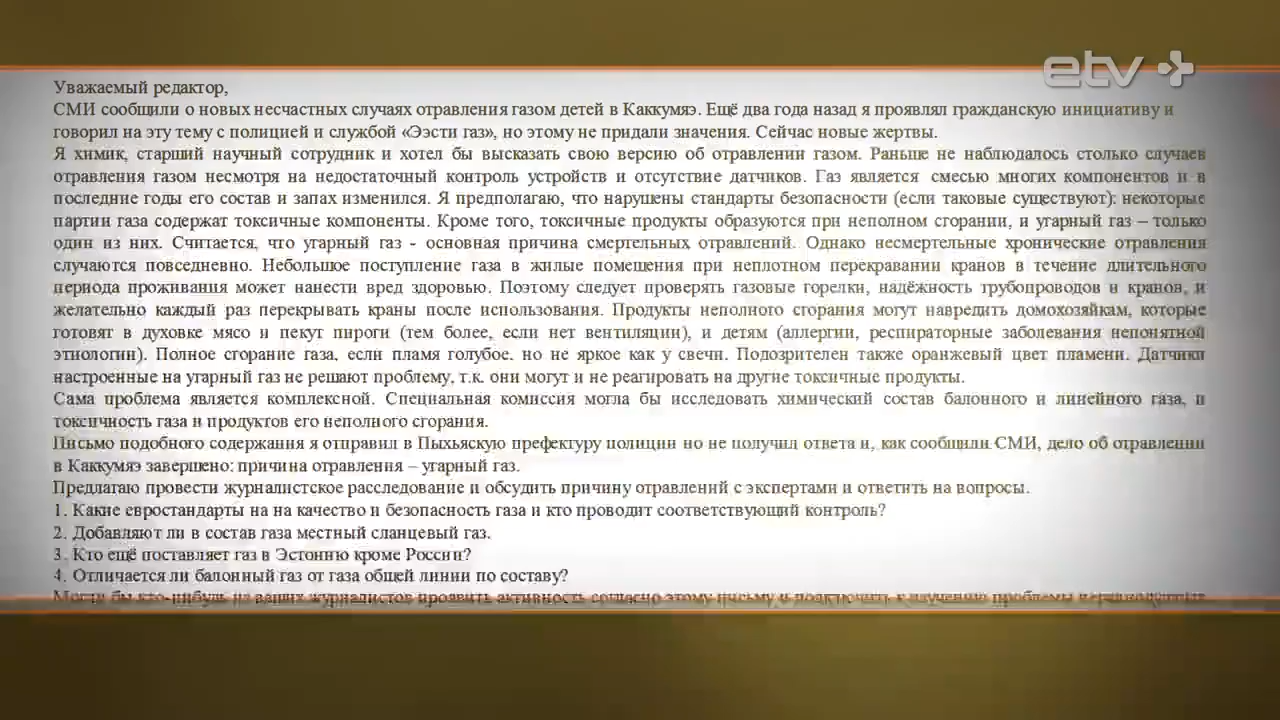 etv+
Уважаемый редактор,
СМИ сообщили о новых несчастных случаях отравления газом детей в Каккумяэ. Ещё два года назад я проявлял гражданскую инициативу и
говорил на эту тему с полицией и службой «Ээсти газ», но этому не придали значения. Сейчас новые жертвы.
Я химик, старший научный сотрудник и хотел бы высказать свою версию об отравлении газом. Раньше не наблюдалось столько случаев
отравления газом несмотря на недостаточный контроль устройств и отсутствие датчиков. Газ является смесью многих компонентов и в
последние годы его состав и запах изменился. Я предполагаю, что нарушены стандарты безопасности (если таковые существуют): некоторые
партии газа содержат токсичные компоненты. Кроме того, токсичные продукты образуются при неполном сгорании, и угарный газ – только
один из них. Считается, что угарный газ - основная причина смертельных отравлений. Однако несмертельные хронические отравления
случаются повседневно. Небольшое поступление газа в жилые помещения при неплотном перекравании кранов в течение длительного
периода проживания может нанести вред здоровью. Поэтому следует проверять газовые горелки, надёжность трубопроводов и кранов, и
желательно каждый раз перекрывать краны после использования. Продукты неполного сгорания могут навредить домохозяйкам, которые
готовят в духовке мясо и пекут пироги (тем более, если нет вентиляции), и детям (аллергии, респираторные заболевания непонятной
этиологии). Полное сгорание газа, если пламя голубое. но не яркое как у свечи. Подозрителен также оранжевый цвет пламени. Датчики
настроенные на угарный газ не решают проблему, т.к. они могут и не реагировать на другие токсичные продукты.
Сама проблема является комплексной. Специальная комиссия могла бы исследовать химический состав балонного и линейного газа, и
токсичность газа и продуктов его неполного сгорания.
Письмо подобного содержания я отправил в Пыхьяскую префектуру полиции но не получил ответа и, как сообщили СМИ, дело об отравлении
в Каккумяэ завершено: причина отравления – угарный газ.
Предлагаю провести журналистское расследование и обсудить причину отравлений с экспертами и ответить на вопросы.
1. Какие евростандарты на на качество и безопасность газа и кто проводит соответствующий контроль?
2. Добавляют ли в состав газа местный сланцевый газ.
3. Кто ещё поставляет газ в Эстонию кроме России?
4. Отличается ли балонный газ от газа общей линии по составу?
Могли бы кто-нибудь из ваших журналистов проявить активность согласно этому письму и подключить к изучению проблемы